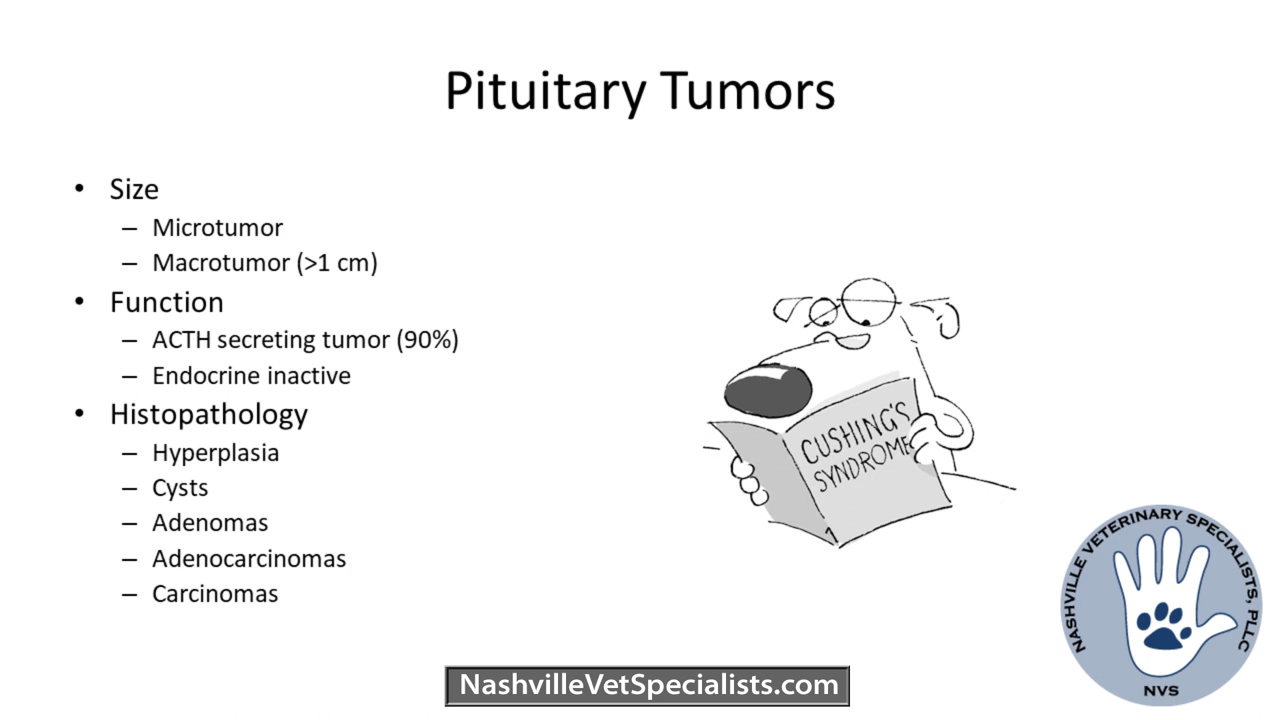 Pituitary Tumors
• Size
– Microtumor
– Macrotumor (>1 cm)
• Function
– ACTH secreting tumor (90%)
– Endocrine inactive
• Histopathology
– Hyperplasia
– Cysts
– Adenomas
– Adenocarcinomas
– Carcinomas
CUSHING'S
SYNDROME
1
NASHVILLE VETERINARY SPECIALISTS, PLLC
NVS
NashvilleVetSpecialists.com